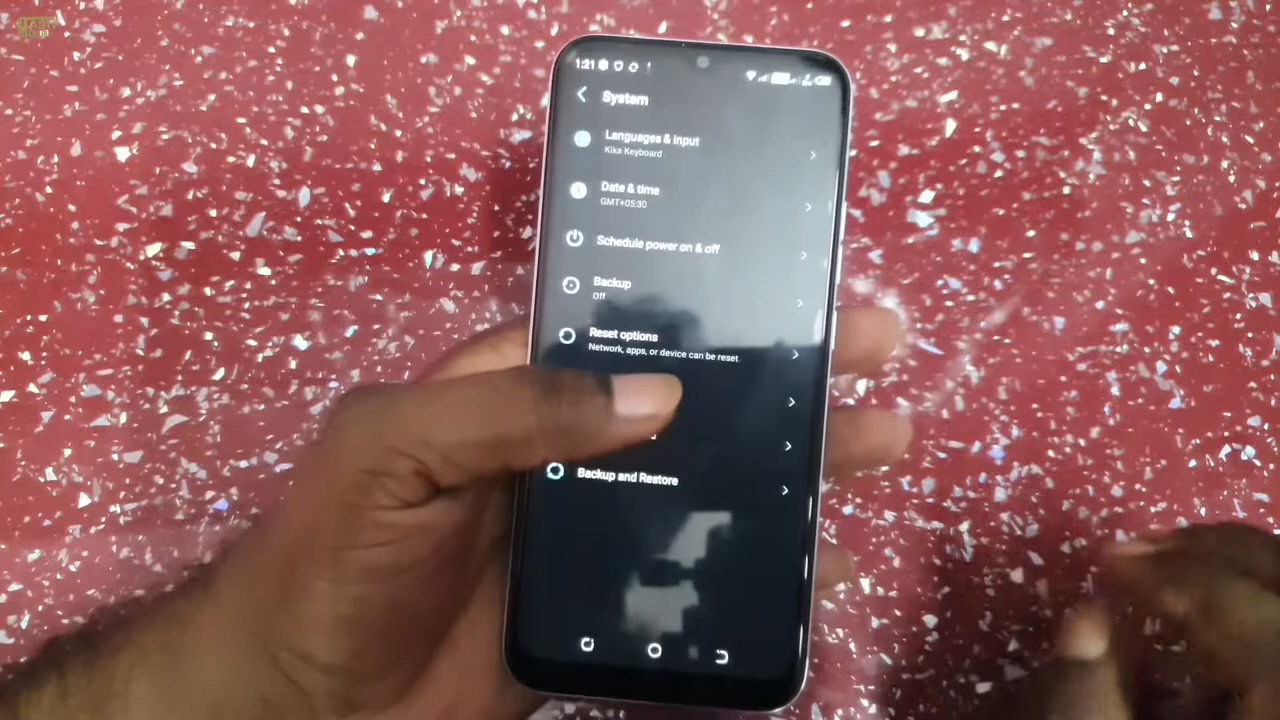 1:21
System
Languages & input
Kika Keyboard
Date & time
GMT+05:30
Schedule power on & off
Backup
Off
Reset options
Network, apps, or device can be reset
Backup and Restore